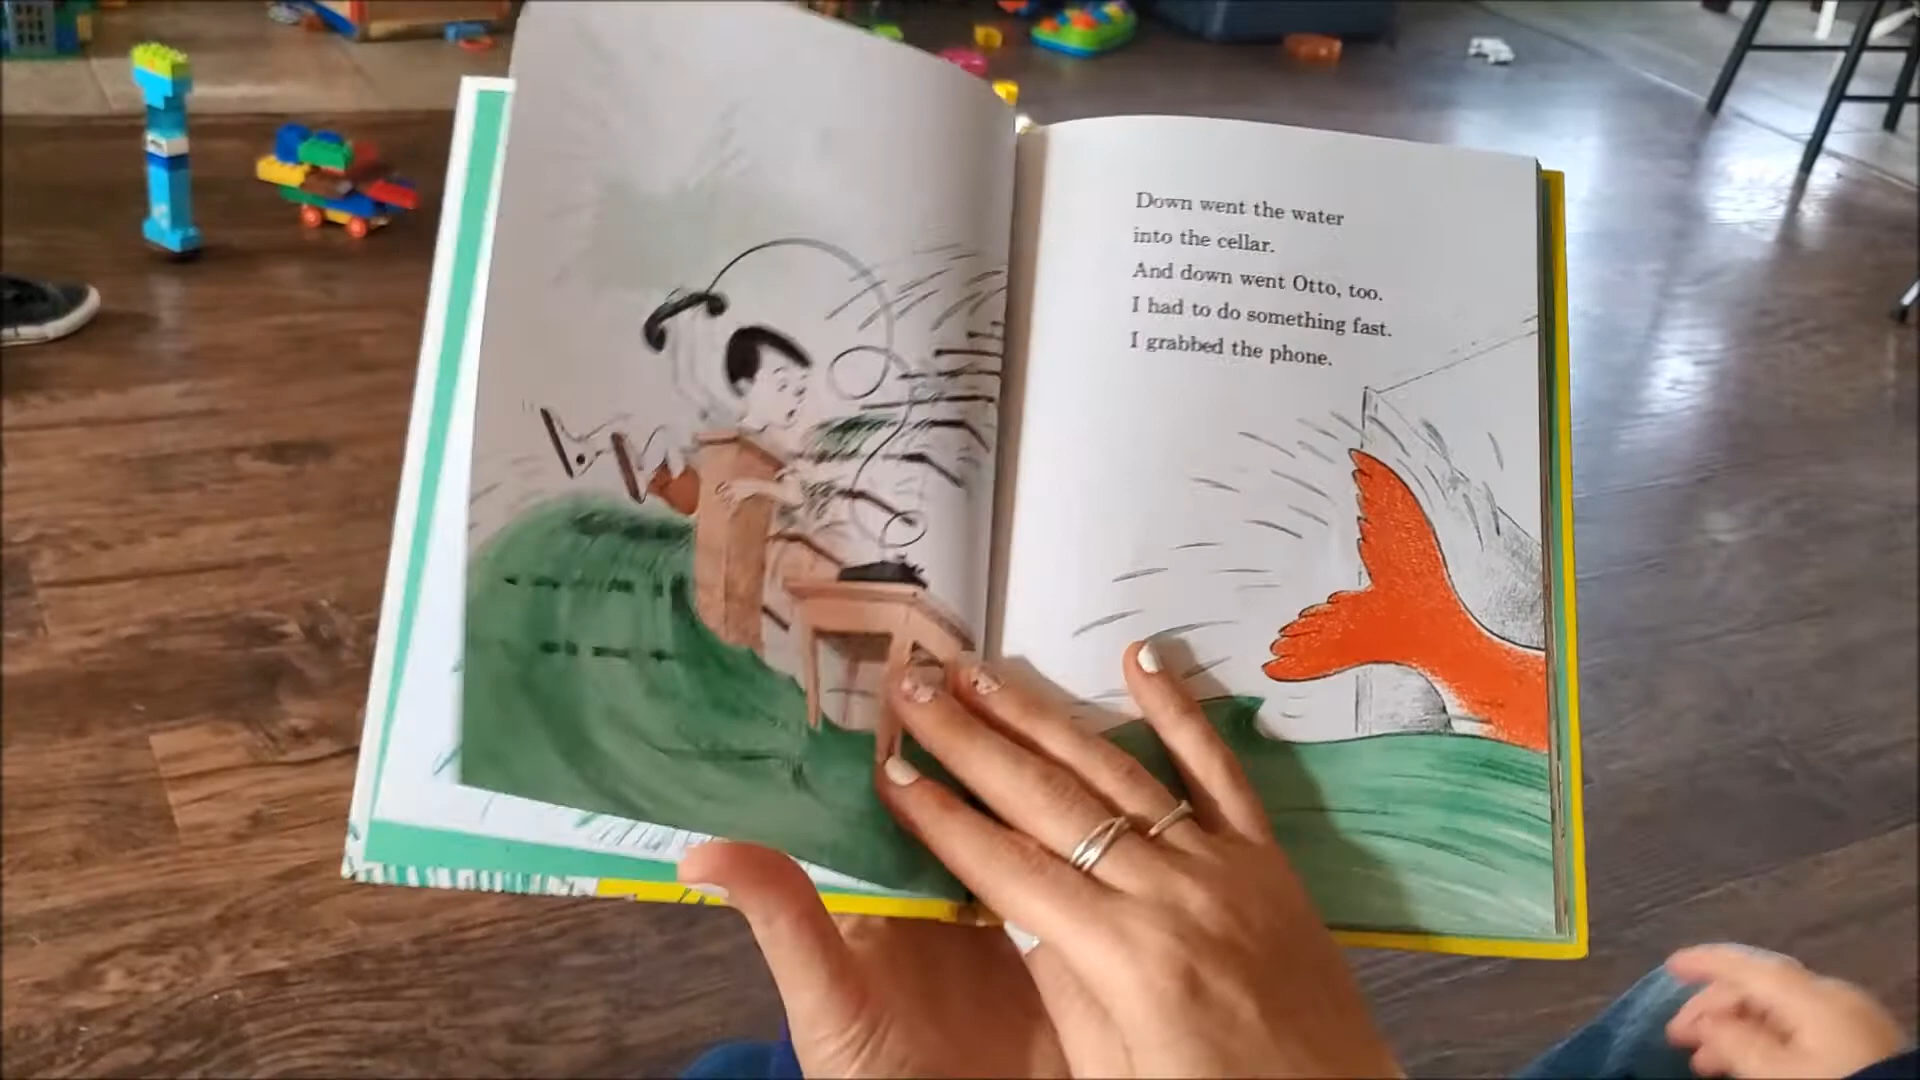 Down went the water
into the cellar.
And down went Otto, too.
I had to do something fast.
I grabbed the phone.